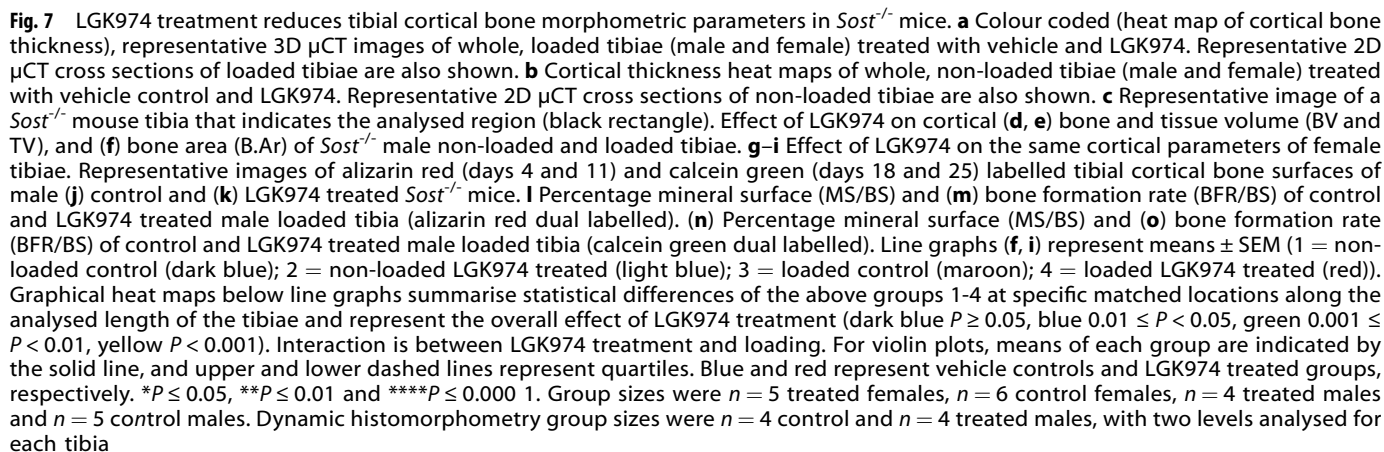 Fig. 7 LGK974 treatment reduces tibial cortical bone morphometric parameters in Sost-/- mice. a Colour coded (heat map of cortical bone
thickness), representative 3D μCT images of whole, loaded tibiae (male and female) treated with vehicle and LGK974. Representative 2D
μCT cross sections of loaded tibiae are also shown. b Cortical thickness heat maps of whole, non-loaded tibiae (male and female) treated
with vehicle control and LGK974. Representative 2D μCT cross sections of non-loaded tibiae are also shown. c Representative image of a
Sost-/- mouse tibia that indicates the analysed region (black rectangle). Effect of LGK974 on cortical (d, e) bone and tissue volume (BV and
TV), and (f) bone area (B.Ar) of Sost-/- male non-loaded and loaded tibiae. g–i Effect of LGK974 on the same cortical parameters of female
tibiae. Representative images of alizarin red (days 4 and 11) and calcein green (days 18 and 25) labelled tibial cortical bone surfaces of
male (j) control and (k) LGK974 treated Sost-/- mice. l Percentage mineral surface (MS/BS) and (m) bone formation rate (BFR/BS) of control
and LGK974 treated male loaded tibia (alizarin red dual labelled). (n) Percentage mineral surface (MS/BS) and (o) bone formation rate
(BFR/BS) of control and LGK974 treated male loaded tibia (calcein green dual labelled). Line graphs (f, i) represent means ± SEM (1 = non-
loaded control (dark blue); 2 = non-loaded LGK974 treated (light blue); 3 = loaded control (maroon); 4 = loaded LGK974 treated (red)).
Graphical heat maps below line graphs summarise statistical differences of the above groups 1-4 at specific matched locations along the
analysed length of the tibiae and represent the overall effect of LGK974 treatment (dark blue P ≥ 0.05, blue 0.01 ≤ P < 0.05, green 0.001 ≤
P < 0.01, yellow P < 0.001). Interaction is between LGK974 treatment and loading. For violin plots, means of each group are indicated by
the solid line, and upper and lower dashed lines represent quartiles. Blue and red represent vehicle controls and LGK974 treated groups,
respectively. *P ≤ 0.05, **P ≤ 0.01 and ****P ≤ 0.000 1. Group sizes were n = 5 treated females, n = 6 control females, n = 4 treated males
and n = 5 control males. Dynamic histomorphometry group sizes were n = 4 control and n = 4 treated males, with two levels analysed for
each tibia